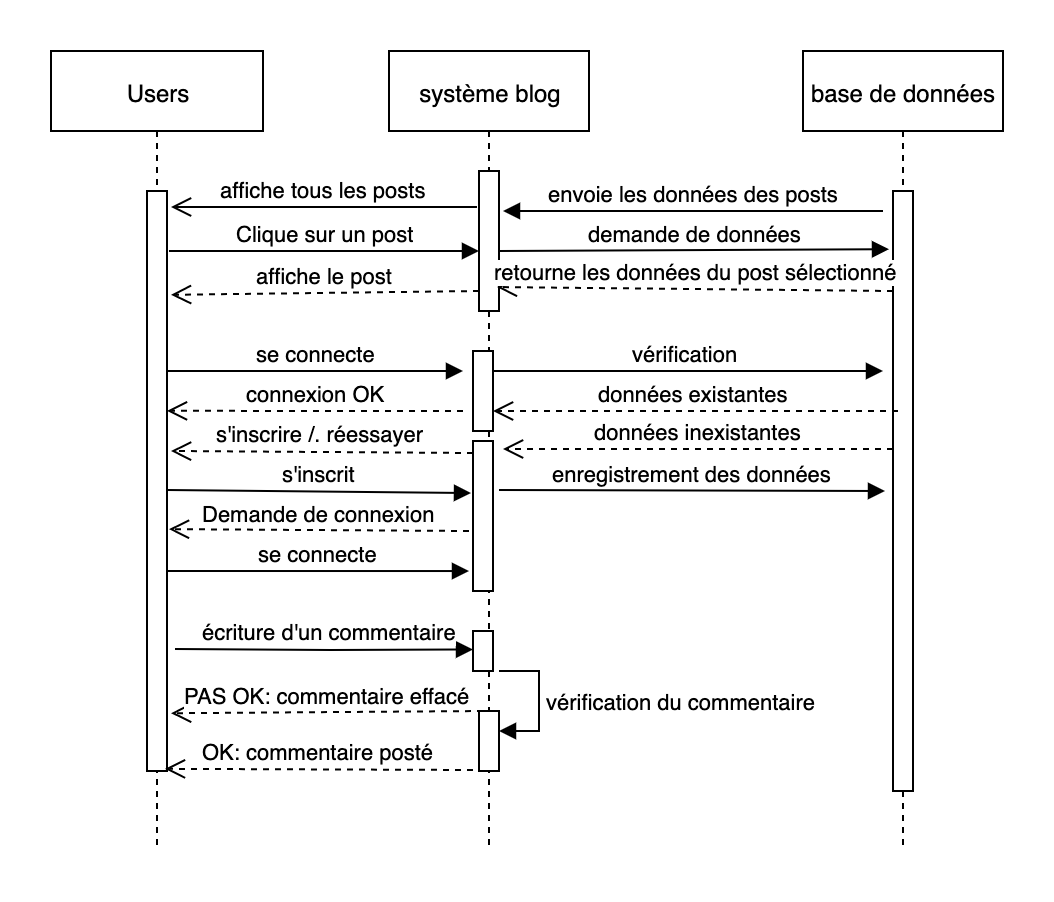 Users
système blog
base de données
affiche tous les posts
envoie les données des posts
Clique sur un post
demande de données
affiche le post
retourne les données du post sélectionné
se connecte
vérification
connexion OK
données existantes
s'inscrire /. réessayer
données inexistantes
s'inscrit
enregistrement des données
Demande de connexion
se connecte
écriture d'un commentaire
PAS OK: commentaire effacé
vérification du commentaire
OK: commentaire posté